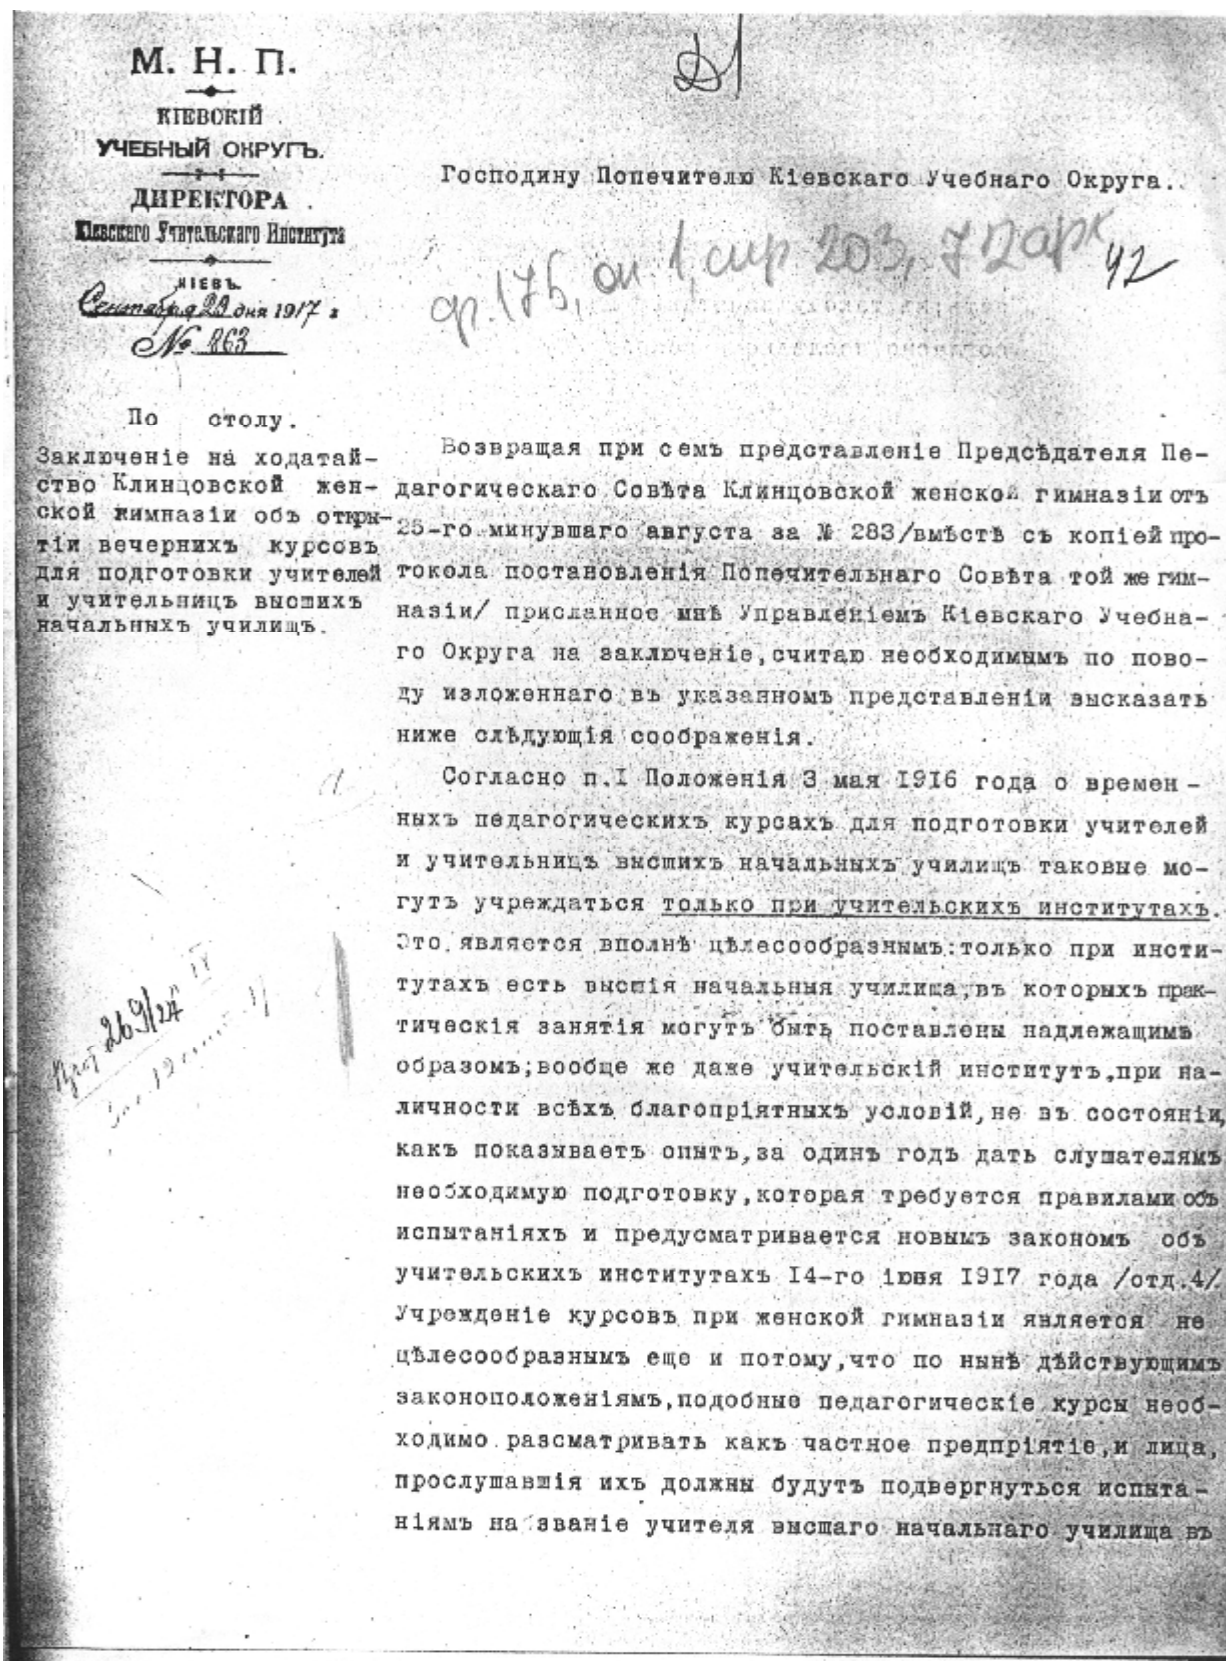 М. Н. П.
КІЕВСКІЙ
УЧЕБНЫЙ ОКРУГЪ.
ДИРЕКТОРА
Кіевскаго Учительскаго Института
КІЕВЪ.
Сентября 20 дня 1917 г
№ 863
Господину Попечителю Кіевскаго Учебнаго Округа.
42
По столу.
Заключеніе на ходатай-
ство Клинцовской жен-
ской гимназіи объ откры-
тіи вечернихъ курсовъ
для подготовки учителей
и учительницъ высшихъ
начальныхъ училищъ.
Возвращая при семъ представленіе Предсѣдателя Пе-
дагогическаго Совѣта Клинцовской женской гимназіи отъ
25-го минувшаго августа за № 283/вмѣстѣ съ копіей про-
токола постановленія Попечительнаго Совѣта той же гим-
назіи/ присланное мнѣ Управленіемъ Кіевскаго Учебна-
го Округа на заключеніе,считаю необходимымъ по пово-
ду изложеннаго въ указанномъ представленіи высказать
ниже слѣдующія соображенія.
Согласно п.I Положенія 3 мая 1916 года о времен-
ныхъ педагогическихъ курсахъ для подготовки учителей
и учительницъ высшихъ начальныхъ училищъ таковые мо-
гутъ учреждаться только при учительскихъ институтахъ.
Это является вполнѣ цѣлесообразнымъ:только при инсти-
тутахъ есть высшія начальныя училища,въ которыхъ прак-
тическія занятія могутъ быть поставлены надлежащимъ
образомъ;вообще же даже учительскій институтъ,при на-
личности всѣхъ благопріятныхъ условій,не въ состояніи,
какъ показываетъ опытъ,за одинъ годъ дать слушателямъ
необходимую подготовку,которая требуется правилами объ
испытаніяхъ и предусматривается новымъ закономъ объ
учительскихъ институтахъ I4-го іюня I9I7 года /отд.4/.
Учрежденіе курсовъ при женской гимназіи является не
цѣлесообразнымъ еще и потому,что по нынѣ дѣйствующимъ
законоположеніямъ,подобные педагогическіе курсы необ-
ходимо разсматривать какъ частное предпріятіе,и лица,
прослушавшія ихъ должны будутъ подвергнуться испыта-
ніямъ на званіе учителя высшаго начальнаго училища въ